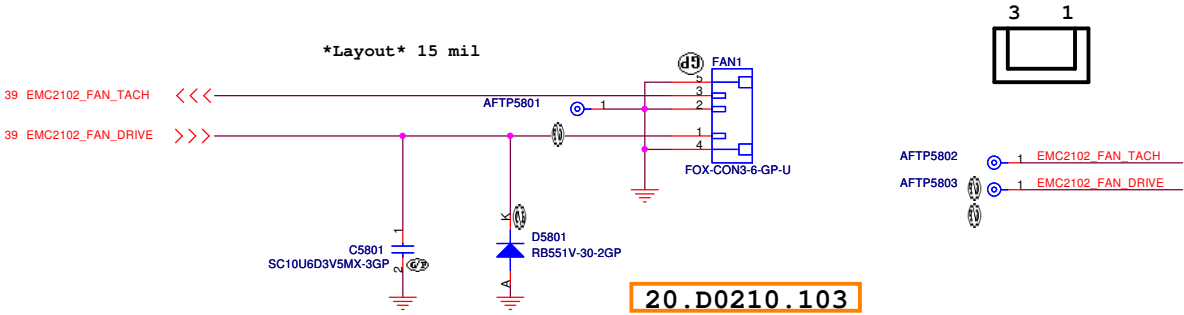 3 1
*Layout* 15 mil
GP FAN1
5
39 EMC2102_FAN_TACH 3
AFTP5801 1 2
39 EMC2102_FAN_DRIVE 1
4
FOX-CON3-6-GP-U
AFTP5802 1 EMC2102_FAN_TACH
AFTP5803 1 EMC2102_FAN_DRIVE
K
1
D5801
C5801 RB551V-30-2GP
SC10U6D3V5MX-3GP 2 GP
A
20.D0210.103